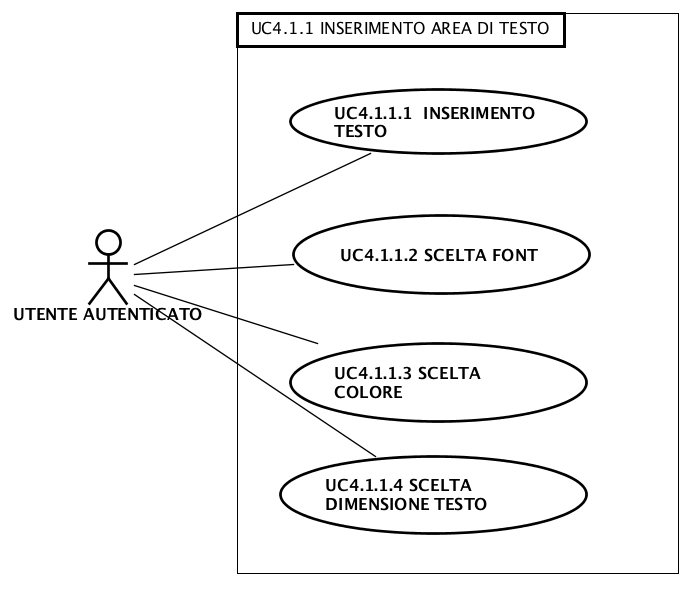 UC4.1.1 INSERIMENTO AREA DI TESTO
UC4.1.1.1  INSERIMENTO
TESTO
UC4.1.1.2 SCELTA FONT
UTENTE AUTENTICATO
UC4.1.1.3 SCELTA
COLORE
UC4.1.1.4 SCELTA
DIMENSIONE TESTO